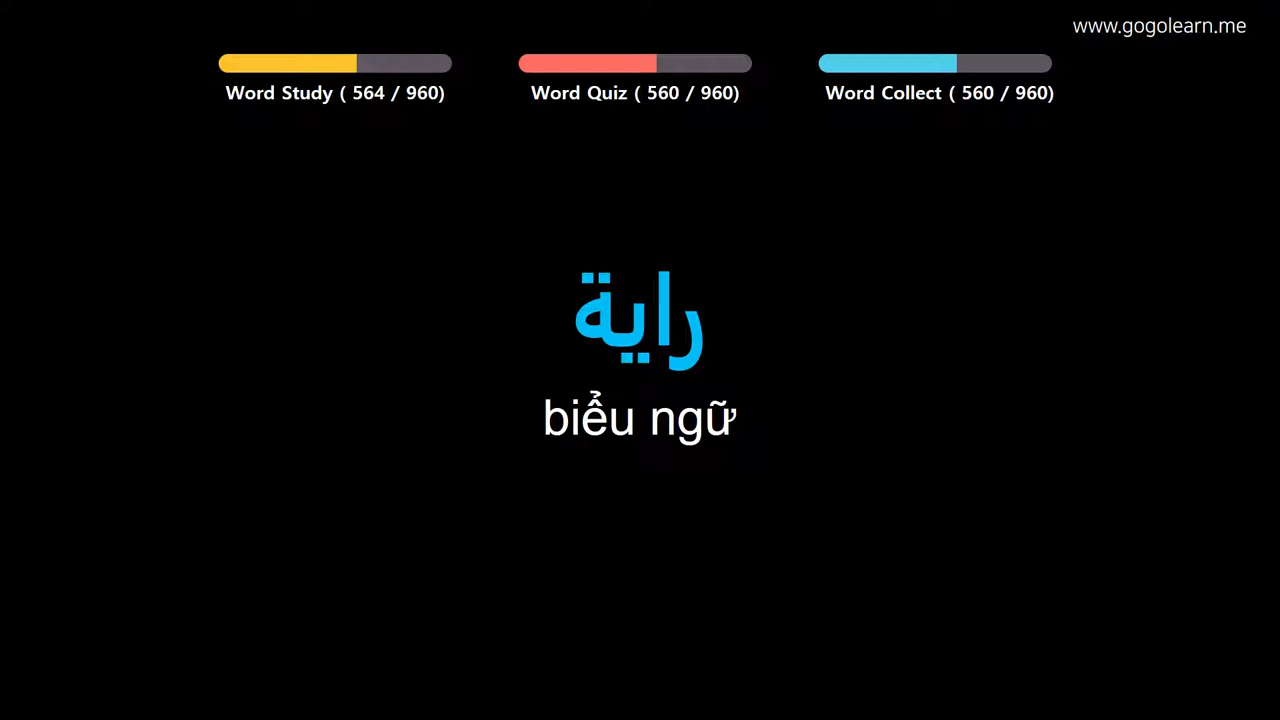 www.gogolearn.me
Word Study ( 564 / 960)
Word Quiz ( 560 / 960)
Word Collect ( 560 / 960)
راية
biểu ngữ